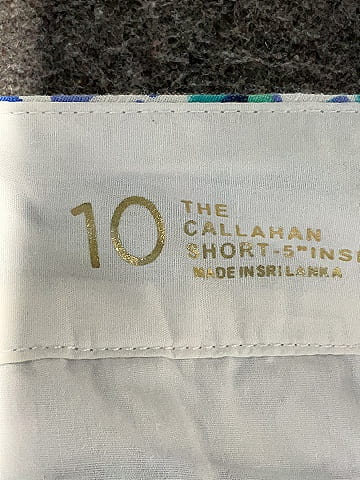 10
THE
CALLAHAN
SHORT-5"INSE
MADE IN SRI LANKA